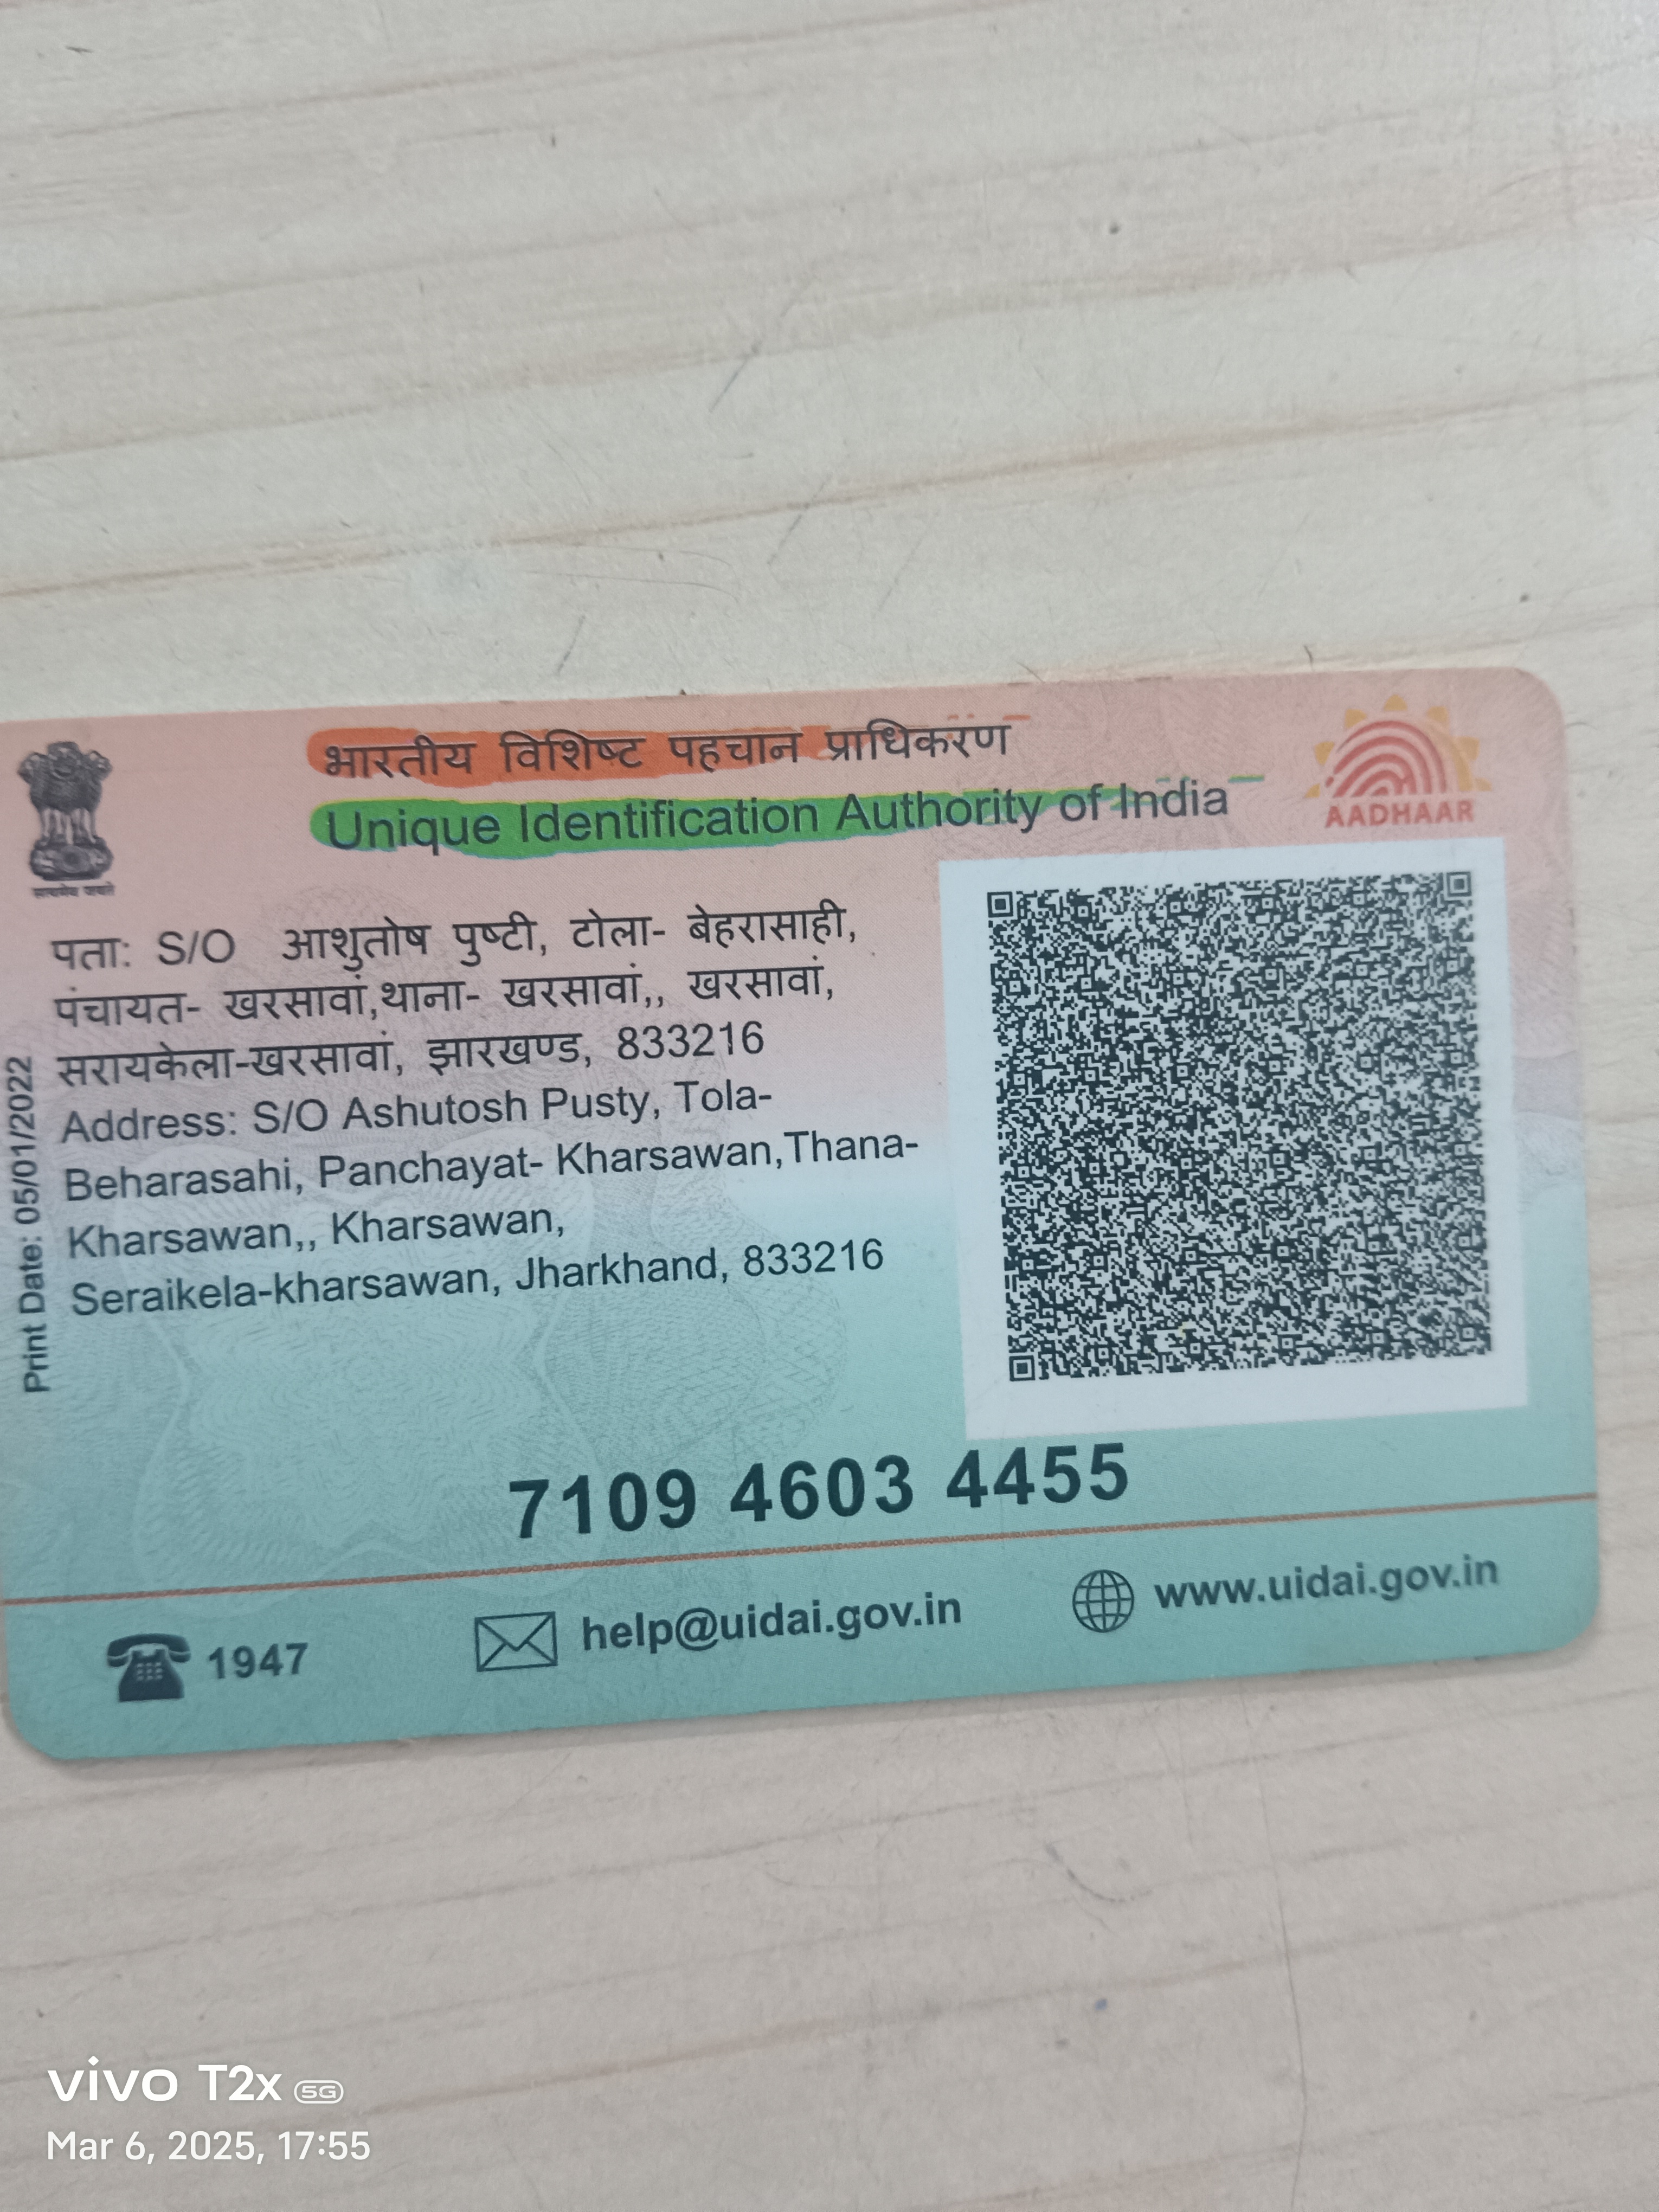 भारतीय विशिष्ट पहचान प्राधिकरण
Unique Identification Authority of India
AADHAAR
सत्यमेव जयते
पता: S/O आशुतोष पुष्टी, टोला- बेहरासाही,
पंचायत- खरसावां,थाना- खरसावां,, खरसावां,
सरायकेला-खरसावां, झारखण्ड, 833216
Address: S/O Ashutosh Pusty, Tola-
Beharasahi, Panchayat- Kharsawan,Thana-
Kharsawan,, Kharsawan,
Seraikela-kharsawan, Jharkhand, 833216
Print Date: 05/01/2022
7109 4603 4455
1947
help@uidai.gov.in
www.uidai.gov.in
vivo T2x 5G
Mar 6, 2025, 17:55